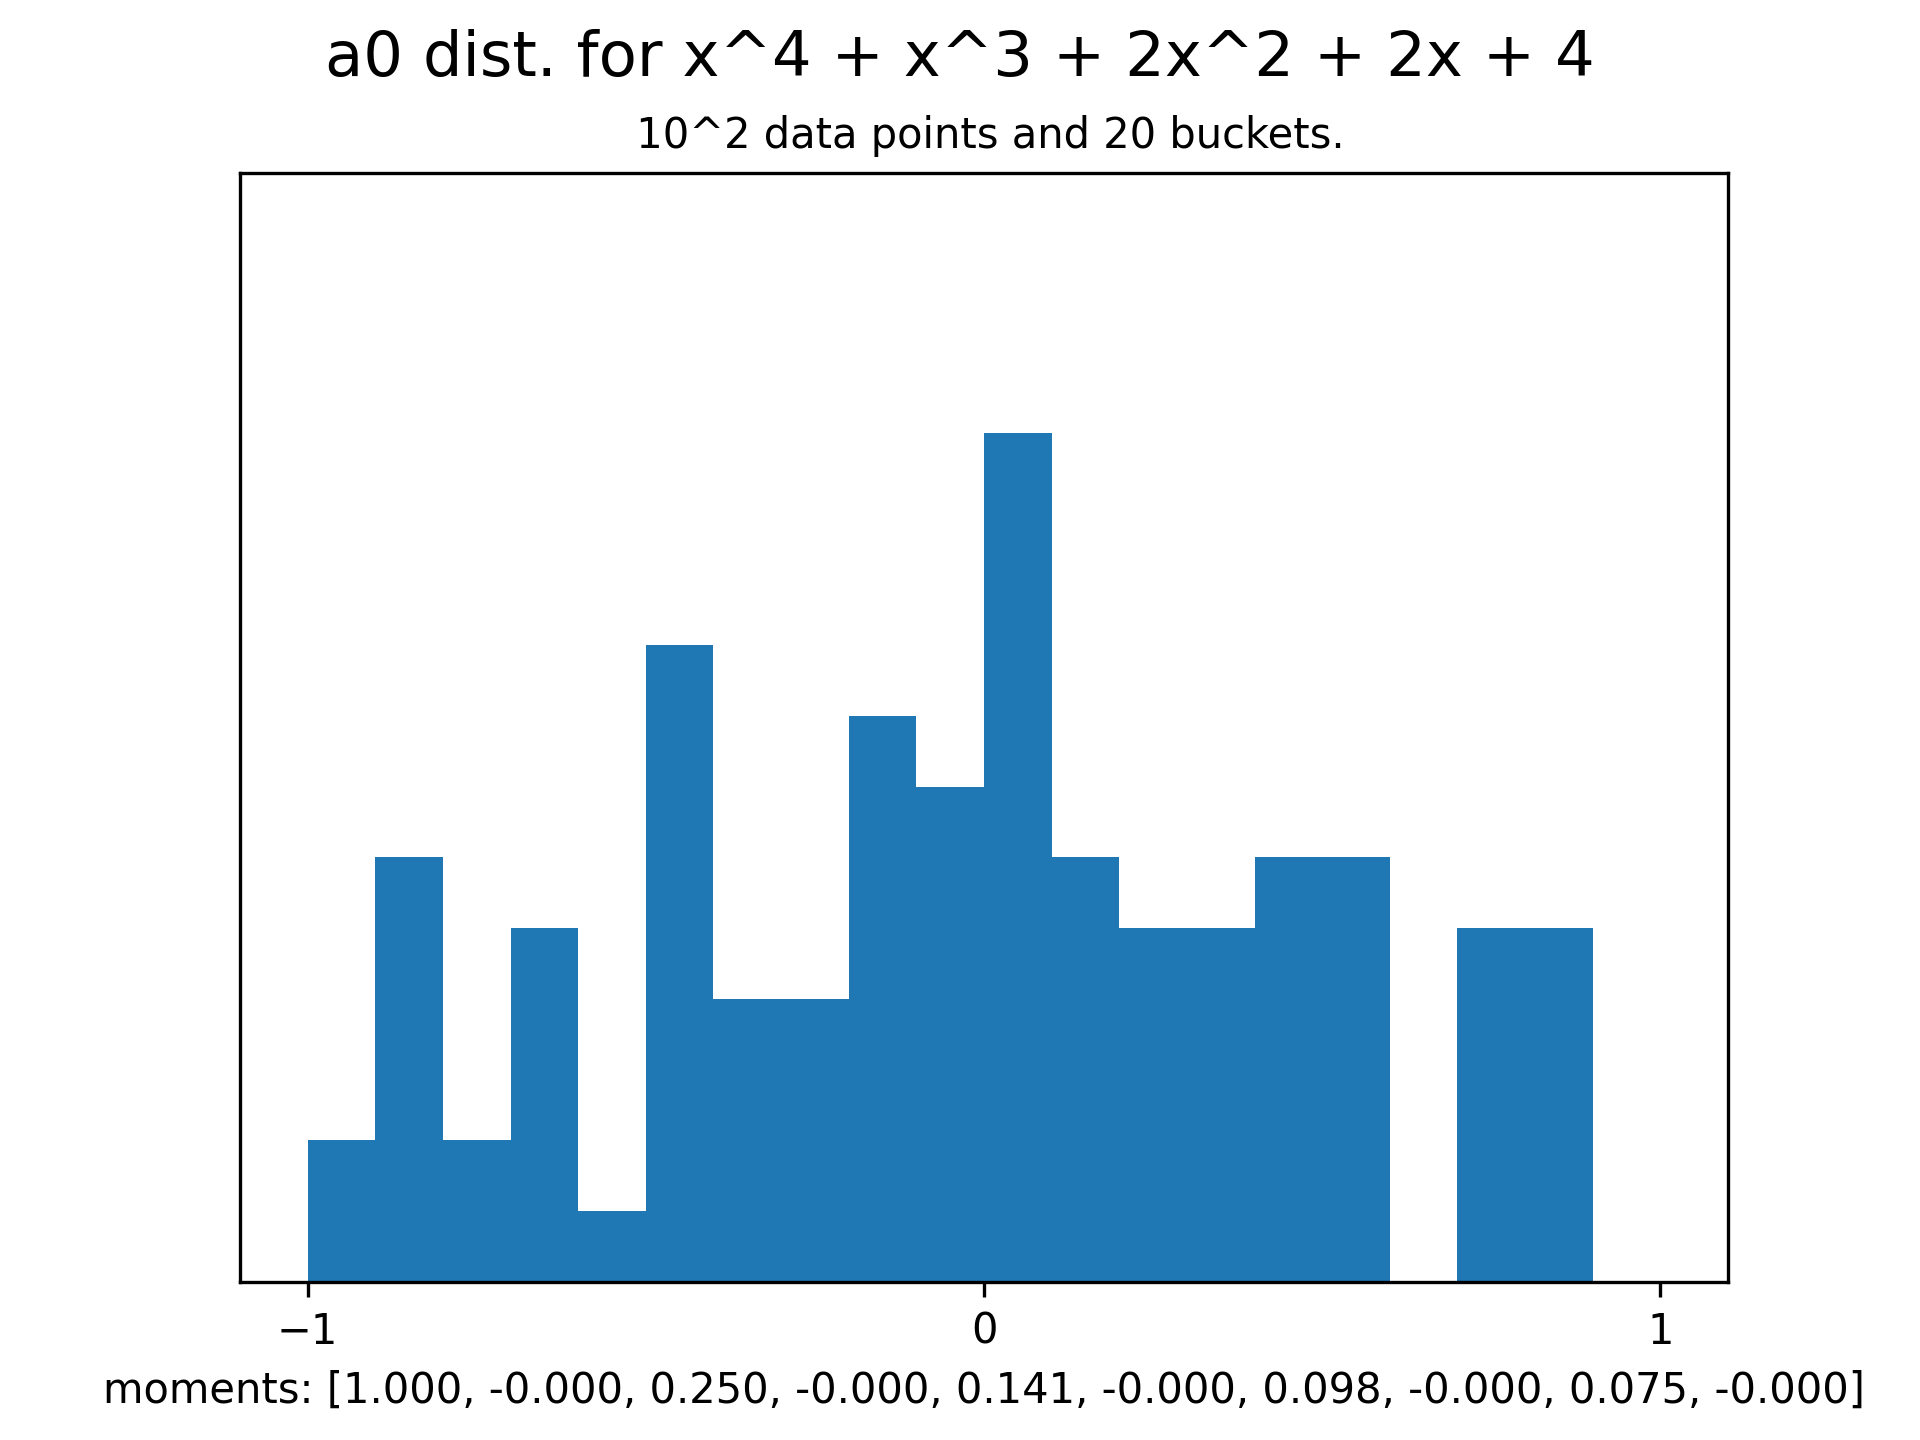 a0 dist. for x^4 + x^3 + 2x^2 + 2x + 4
10^2 data points and 20 buckets.
−1 0 1
moments: [1.000, -0.000, 0.250, -0.000, 0.141, -0.000, 0.098, -0.000, 0.075, -0.000]